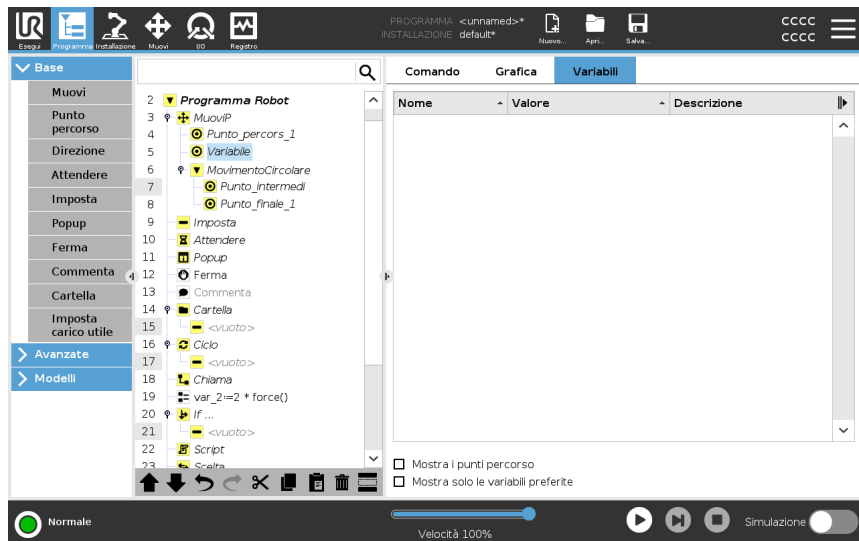 PROGRAMMA <unnamed>*
INSTALLAZIONE default*
UR
Esegui
Programma
Installazione
Muovi
I/O
Registro
Nuovo...
Apri...
Salva...
CCCC
CCCC
Base
Muovi
Punto
percorso
Direzione
Attendere
Imposta
Popup
Ferma
Commenta
Cartella
Imposta
carico utile
Avanzate
Modelli
2 Programma Robot
3 MuoviP
4 Punto_percors_1
5 Variabile
6 MovimentoCircolare
7 Punto_intermedi
8 Punto_finale_1
9 Imposta
10 Attendere
11 Popup
12 Ferma
13 Commenta
14 Cartella
15 <vuoto>
16 Ciclo
17 <vuoto>
18 Chiama
19 var_2:=2 * force()
20 If ...
21 <vuoto>
22 Script
23 Scelta
Comando Grafica Variabili
Nome Valore Descrizione
Mostra i punti percorso
Mostra solo le variabili preferite
Normale
Velocità 100%
Simulazione